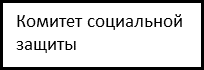 Комитет социальной
защиты